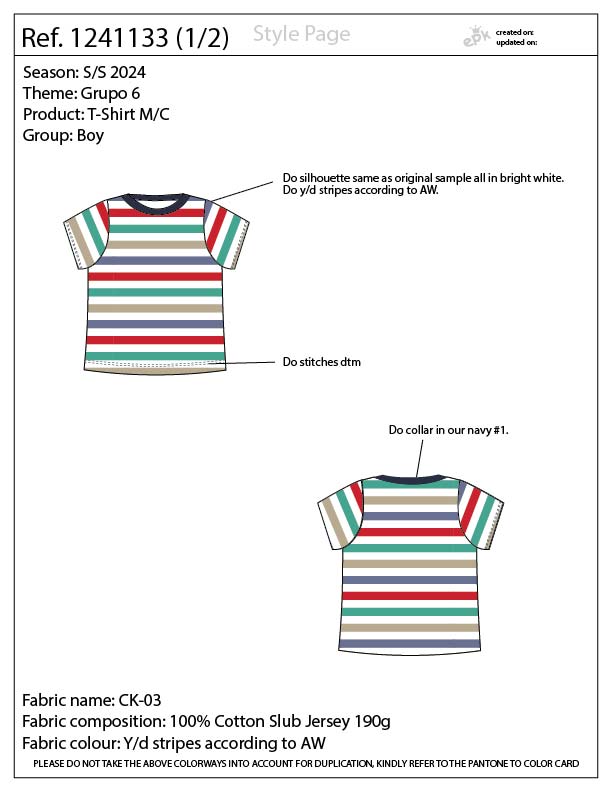 Ref. 1241133 (1/2)
Style Page
epk
created on:
updated on:
Season: S/S 2024
Theme: Grupo 6
Product: T-Shirt M/C
Group: Boy
Do silhouette same as original sample all in bright white.
Do y/d stripes according to AW.
Do stitches dtm
Do collar in our navy #1.
Fabric name: CK-03
Fabric composition: 100% Cotton Slub Jersey 190g
Fabric colour: Y/d stripes according to AW
PLEASE DO NOT TAKE THE ABOVE COLORWAYS INTO ACCOUNT FOR DUPLICATION, KINDLY REFER TO THE PANTONE TO COLOR CARD